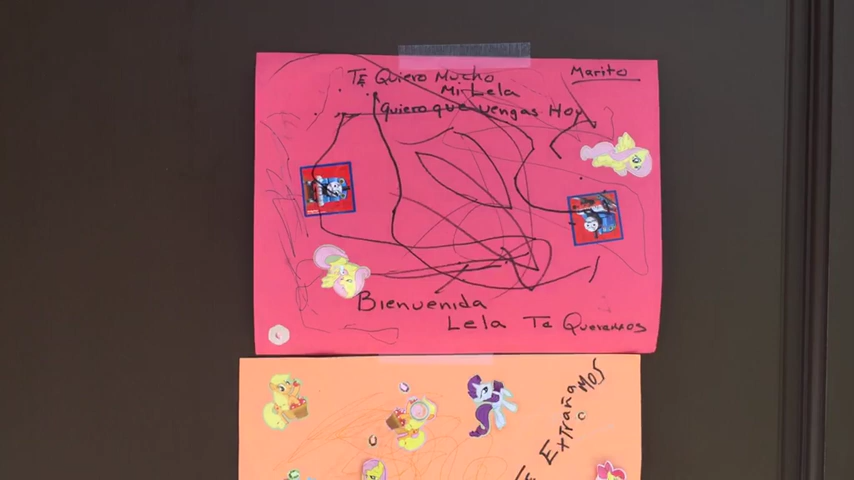 Te Quiero Mucho
Marito
Mi Lela
quiero que vengas Hoy
Bienvenida
Lela Te Queremos
Te Extrañamos